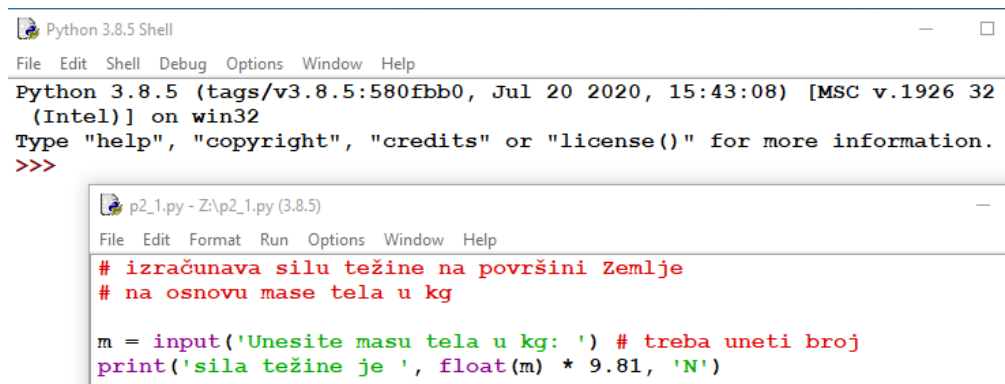 Python 3.8.5 Shell
File Edit Shell Debug Options Window Help
Python 3.8.5 (tags/v3.8.5:580fbb0, Jul 20 2020, 15:43:08) [MSC v.1926 32
(Intel)] on win32
Type "help", "copyright", "credits" or "license()" for more information.
>>>
p2_1.py - Z:\p2_1.py (3.8.5)
File Edit Format Run Options Window Help
# izračunava silu težine na površini Zemlje
# na osnovu mase tela u kg
m = input('Unesite masu tela u kg: ') # treba uneti broj
print('sila težine je ', float(m) * 9.81, 'N')